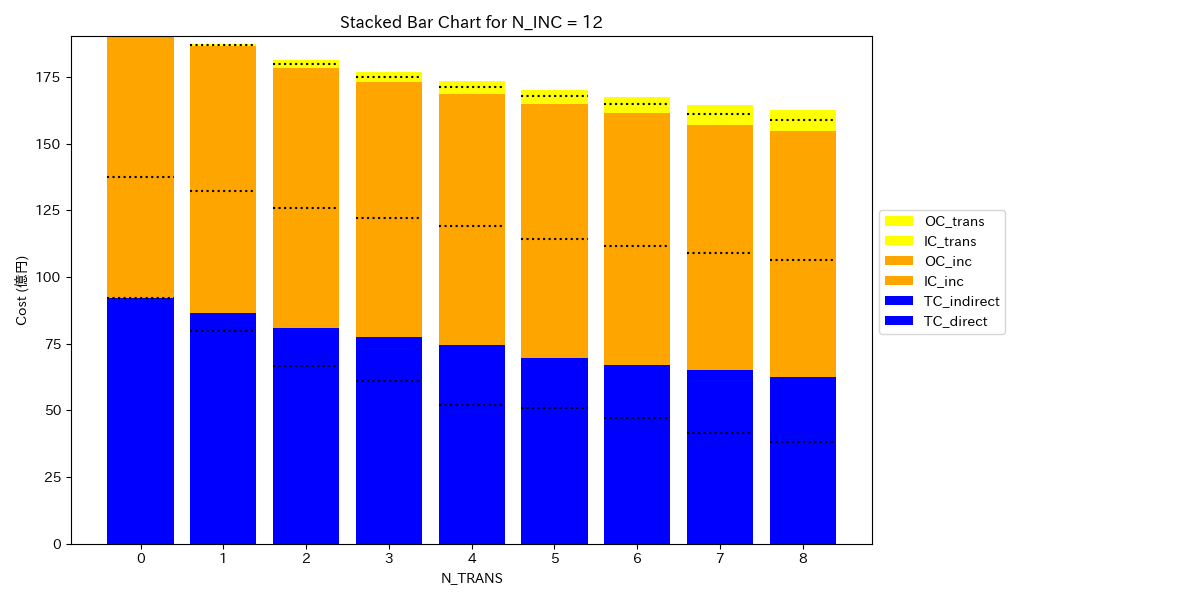 Stacked Bar Chart for N_INC = 12
Cost (億円)
175
150
125
100
75
50
25
0
0 1 2 3 4 5 6 7 8
N_TRANS
OC_trans
IC_trans
OC_inc
IC_inc
TC_indirect
TC_direct